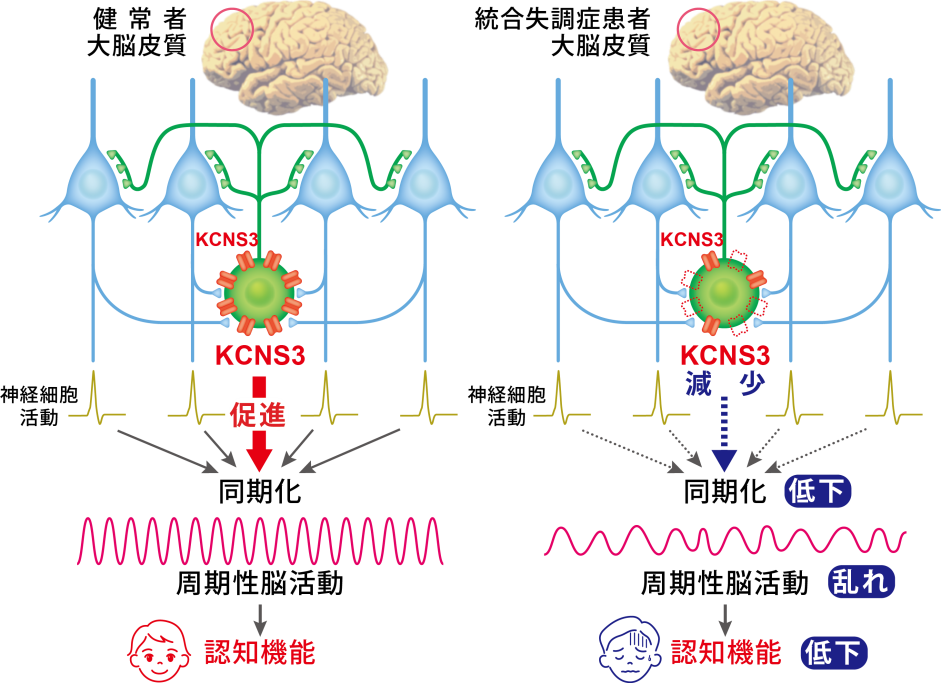 健常者
大脳皮質
KCNS3
KCNS3
神経細胞
活動
促進
同期化
周期性脳活動
認知機能
統合失調症患者
大脳皮質
KCNS3
KCNS3
減少
神経細胞
活動
同期化 低下
周期性脳活動 乱れ
認知機能 低下